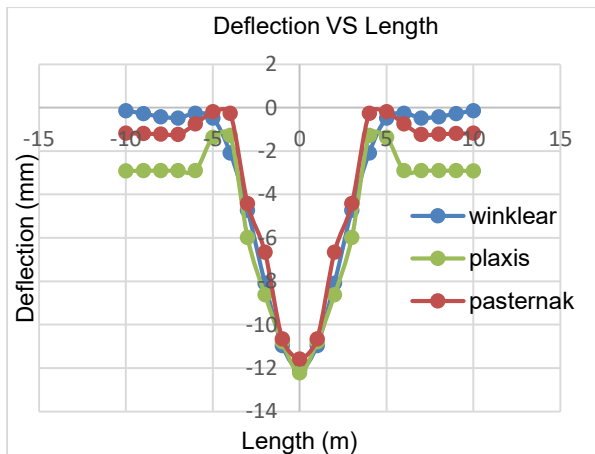 Deflection VS Length
2
0
-15
-10
-5
0
5
10
15
-2
-4
-6
-8
-10
-12
-14
Deflection (mm)
winklear
plaxis
pasternak
Length (m)